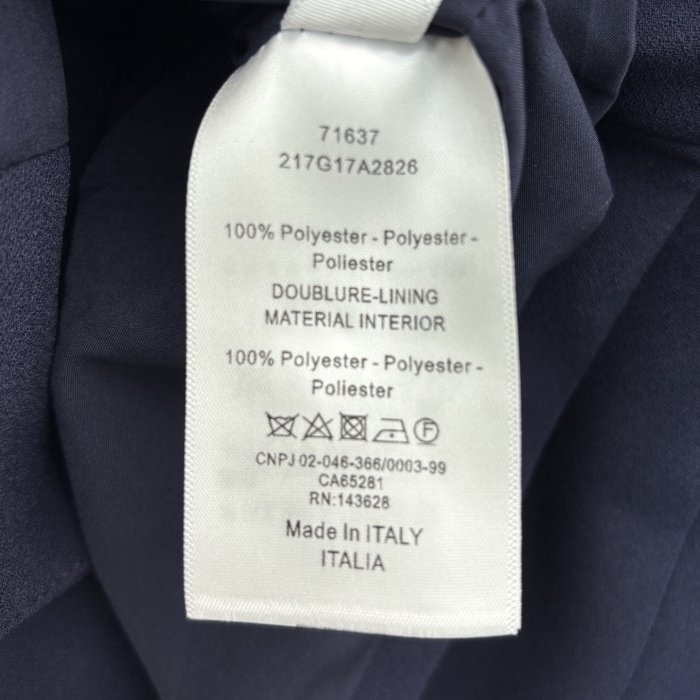 71637
217G17A2826
100% Polyester - Polyester -
Poliester
DOUBLURE-LINING
MATERIAL INTERIOR
100% Polyester - Polyester -
Poliester
F
CNPJ 02-046-366/0003-99
CA65281
RN:143628
Made In ITALY
ITALIA